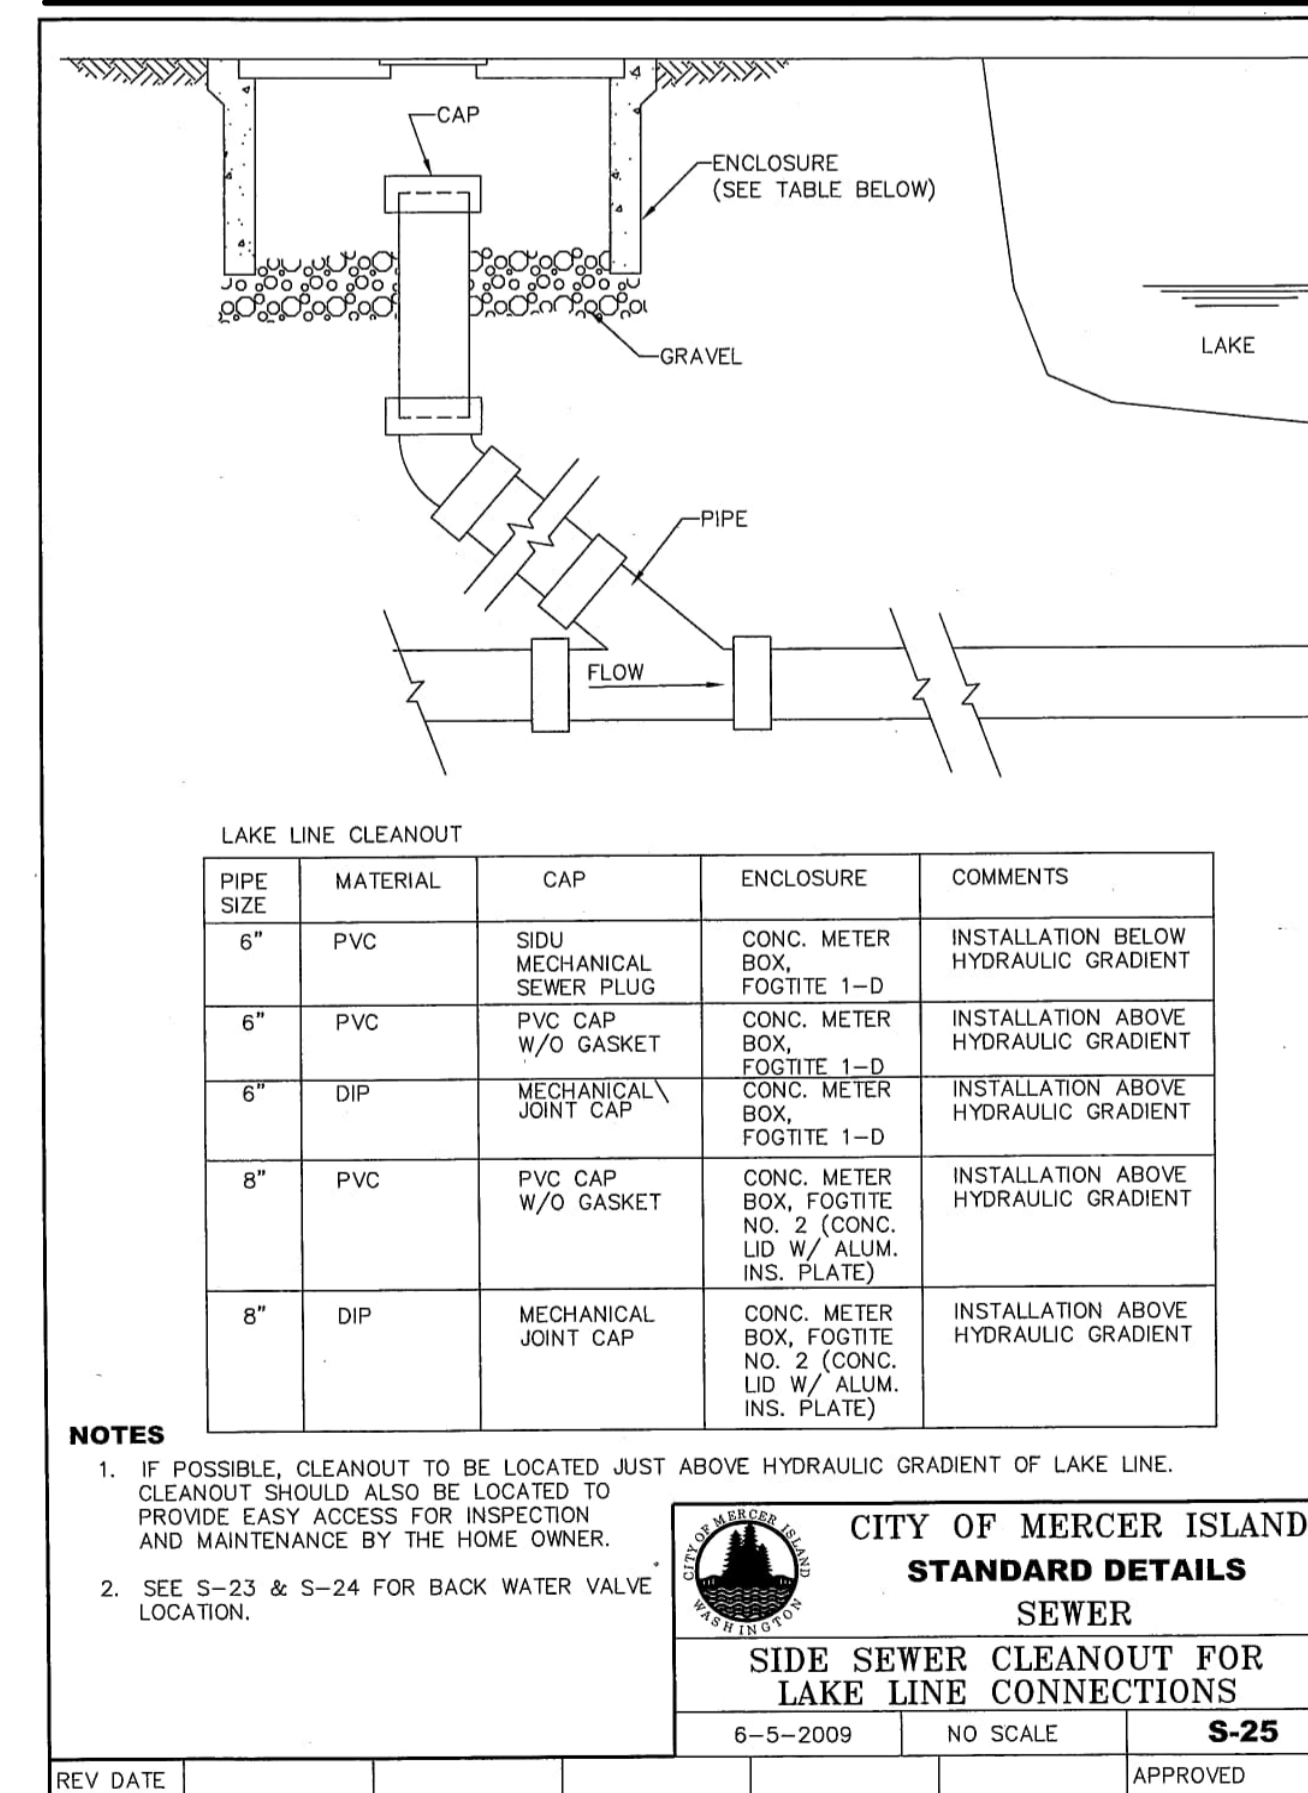 CAP
ENCLOSURE
(SEE TABLE BELOW)
LAKE
GRAVEL
PIPE
FLOW
LAKE LINE CLEANOUT
PIPE SIZE MATERIAL CAP ENCLOSURE COMMENTS
6" PVC SIDU INSTALLATION BELOW
MECHANICAL CONC. METER HYDRAULIC GRADIENT
SEWER PLUG BOX,
FOGTITE 1-D
6" PVC PVC CAP CONC. METER INSTALLATION ABOVE
W/O GASKET BOX, HYDRAULIC GRADIENT
FOGTITE 1-D
6" DIP MECHANICAL\ CONC. METER INSTALLATION ABOVE
JOINT CAP BOX, HYDRAULIC GRADIENT
FOGTITE 1-D
8" PVC PVC CAP CONC. METER INSTALLATION ABOVE
W/O GASKET BOX, FOGTITE HYDRAULIC GRADIENT
NO. 2 (CONC.
LID W/ ALUM.
INS. PLATE)
8" DIP MECHANICAL CONC. METER INSTALLATION ABOVE
JOINT CAP BOX, FOGTITE HYDRAULIC GRADIENT
NO. 2 (CONC.
LID W/ ALUM.
INS. PLATE)
NOTES
1. IF POSSIBLE, CLEANOUT TO BE LOCATED JUST ABOVE HYDRAULIC GRADIENT OF LAKE LINE.
CLEANOUT SHOULD ALSO BE LOCATED TO
PROVIDE EASY ACCESS FOR INSPECTION
AND MAINTENANCE BY THE HOME OWNER.
2. SEE S-23 & S-24 FOR BACK WATER VALVE
LOCATION.
CITY OF MERCER ISLAND
WASHINGTON
CITY OF MERCER ISLAND
STANDARD DETAILS
SEWER
SIDE SEWER CLEANOUT FOR
LAKE LINE CONNECTIONS
6-5-2009 NO SCALE S-25
REV DATE APPROVED